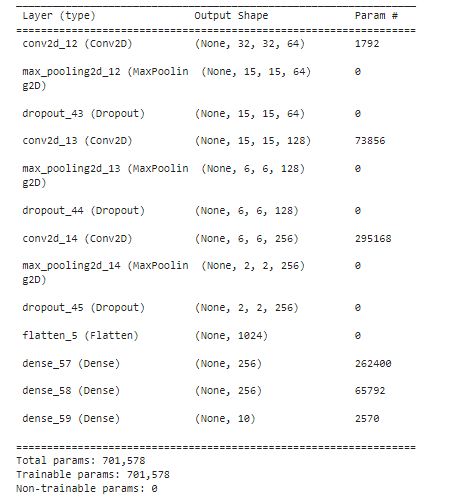 Layer (type) Output Shape Param #
=================================================================
conv2d_12 (Conv2D) (None, 32, 32, 64) 1792
max_pooling2d_12 (MaxPoolin (None, 15, 15, 64) 0
g2D)
dropout_43 (Dropout) (None, 15, 15, 64) 0
conv2d_13 (Conv2D) (None, 15, 15, 128) 73856
max_pooling2d_13 (MaxPoolin (None, 6, 6, 128) 0
g2D)
dropout_44 (Dropout) (None, 6, 6, 128) 0
conv2d_14 (Conv2D) (None, 6, 6, 256) 295168
max_pooling2d_14 (MaxPoolin (None, 2, 2, 256) 0
g2D)
dropout_45 (Dropout) (None, 2, 2, 256) 0
flatten_5 (Flatten) (None, 1024) 0
dense_57 (Dense) (None, 256) 262400
dense_58 (Dense) (None, 256) 65792
dense_59 (Dense) (None, 10) 2570
=================================================================
Total params: 701,578
Trainable params: 701,578
Non-trainable params: 0